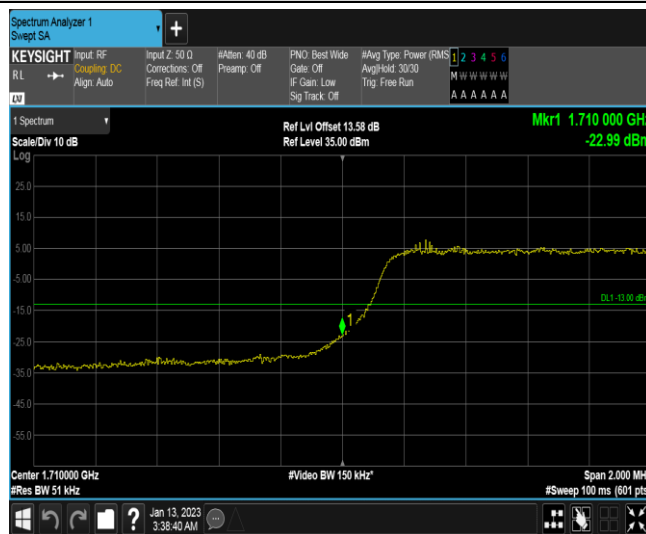 Spectrum Analyzer 1
Swept SA
+
KEYSIGHT
RL
LXI
Input: RF
Coupling: DC
Align: Auto
Input Z: 50 Ω
Corrections: Off
Freq Ref: Int (S)
#Atten: 40 dB
Preamp: Off
PNO: Best Wide
Gate: Off
IF Gain: Low
Sig Track: Off
#Avg Type: Power (RMS
Avg|Hold: 30/30
Trig: Free Run
1 2 3 4 5 6
M W W W W W
A A A A A A
1 Spectrum
Scale/Div 10 dB
Ref Lvl Offset 13.58 dB
Ref Level 35.00 dBm
Mkr1 1.710 000 GHz
-22.99 dBm
Log
25.0
15.0
5.00
-5.00
DL1 -13.00 dBm
-15.0
1
-25.0
-35.0
-45.0
-55.0
Center 1.710000 GHz
#Video BW 150 kHz*
Span 2.000 MH
#Res BW 51 kHz
#Sweep 100 ms (601 pts
?
Jan 13, 2023
3:38:40 AM